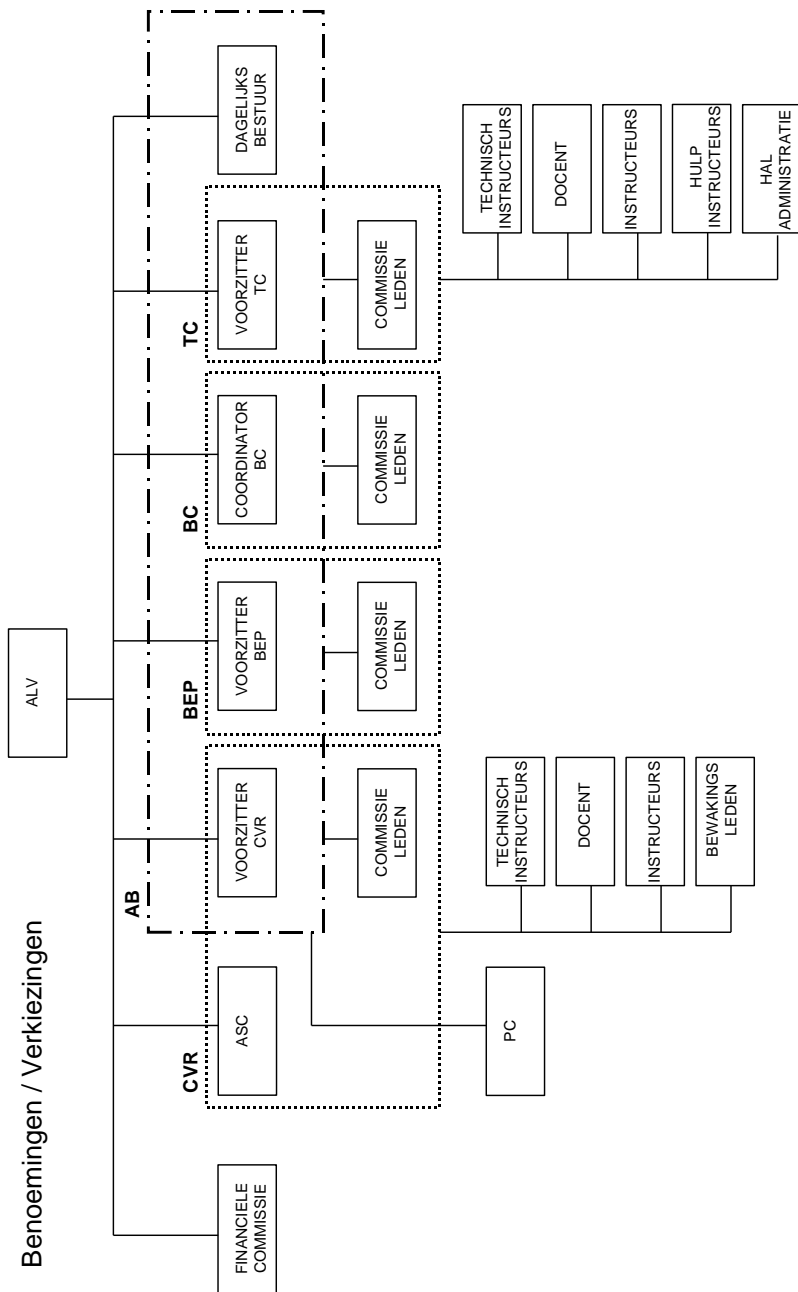 Benoemingen / Verkiezingen
ALV
FINANCIELE
COMMISSIE
CVR
ASC
AB
VOORZITTER
CVR
BEP
VOORZITTER
BEP
BC
COORDINATOR
BC
TC
VOORZITTER
TC
DAGELIJKS
BESTUUR
COMMISSIE
LEDEN
COMMISSIE
LEDEN
COMMISSIE
LEDEN
COMMISSIE
LEDEN
PC
TECHNISCH
INSTRUCTEURS
DOCENT
INSTRUCTEURS
BEWAKINGS
LEDEN
TECHNISCH
INSTRUCTEURS
DOCENT
INSTRUCTEURS
HULP
INSTRUCTEURS
HAL
ADMINISTRATIE